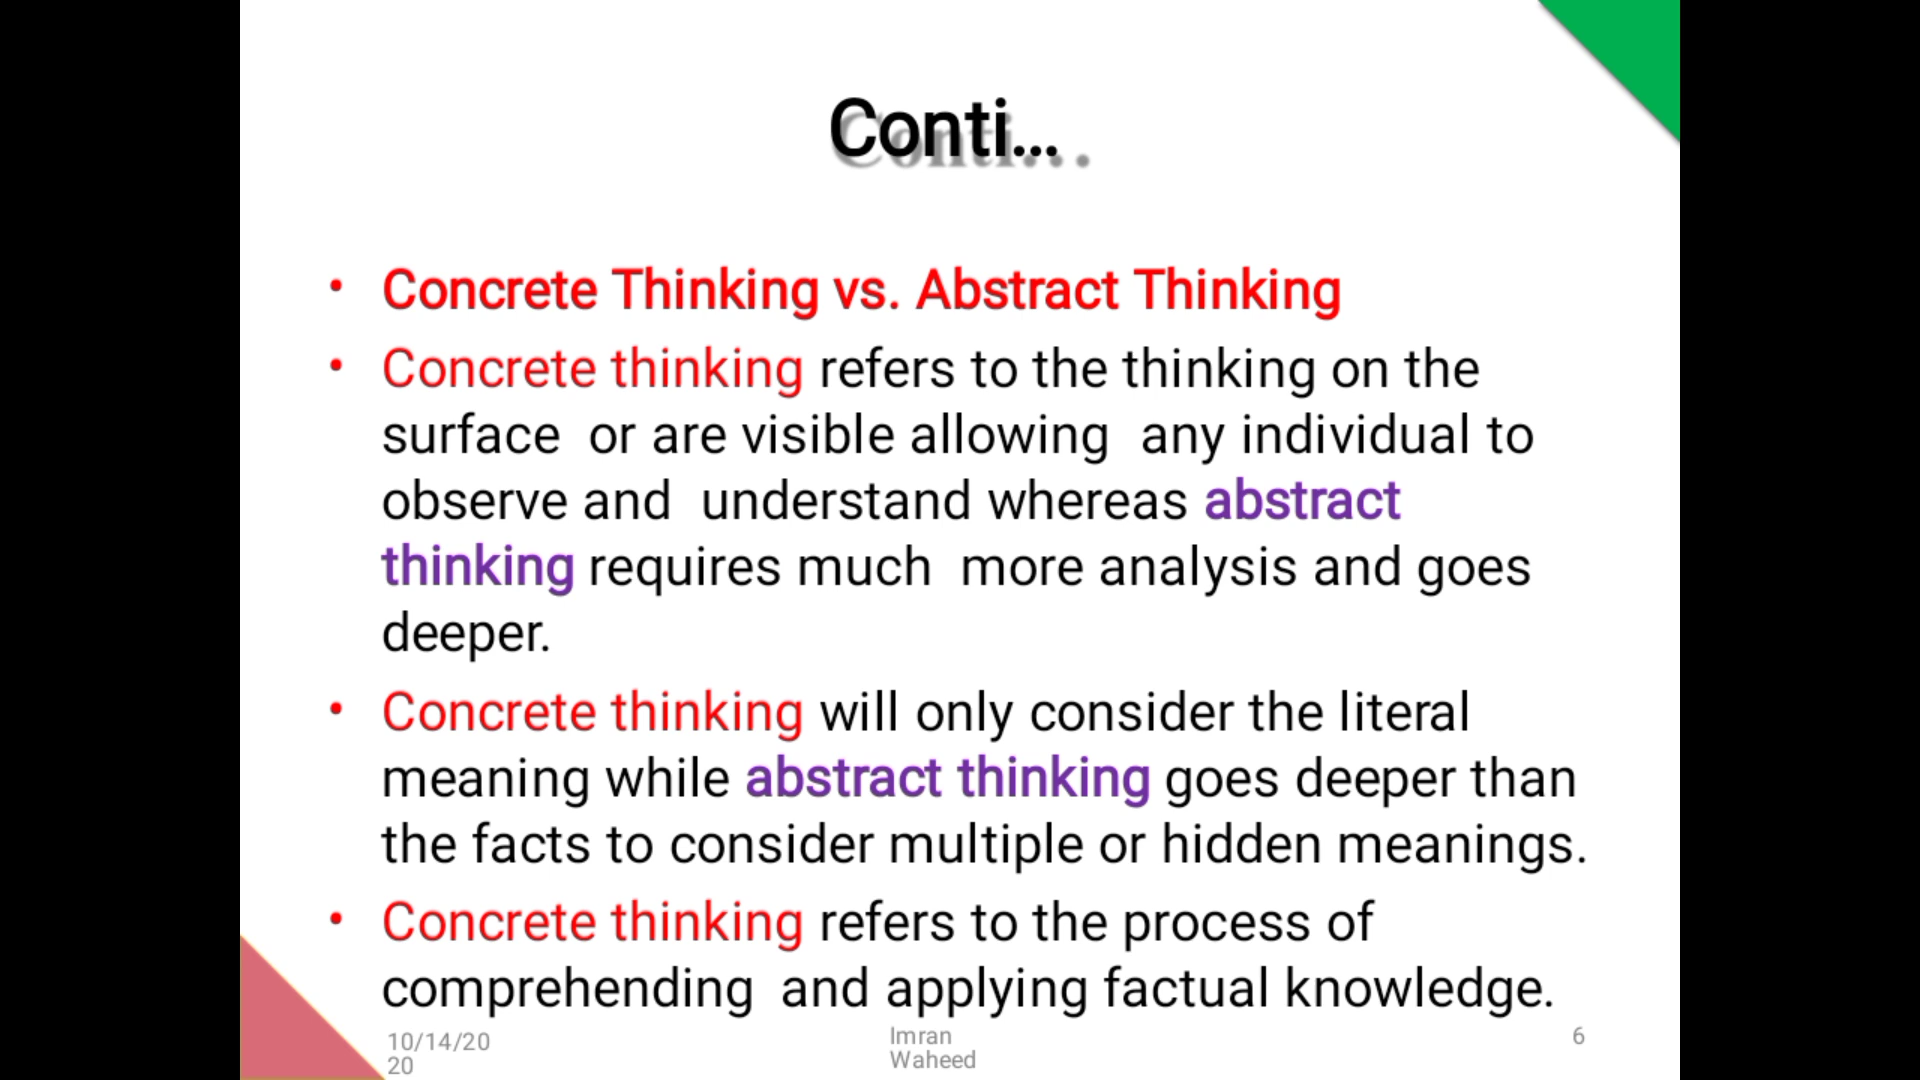 Conti...
• Concrete Thinking vs. Abstract Thinking
• Concrete thinking refers to the thinking on the
surface or are visible allowing any individual to
observe and understand whereas abstract
thinking requires much more analysis and goes
deeper.
• Concrete thinking will only consider the literal
meaning while abstract thinking goes deeper than
the facts to consider multiple or hidden meanings.
• Concrete thinking refers to the process of
comprehending and applying factual knowledge.
10/14/20
20
Imran
Waheed
6